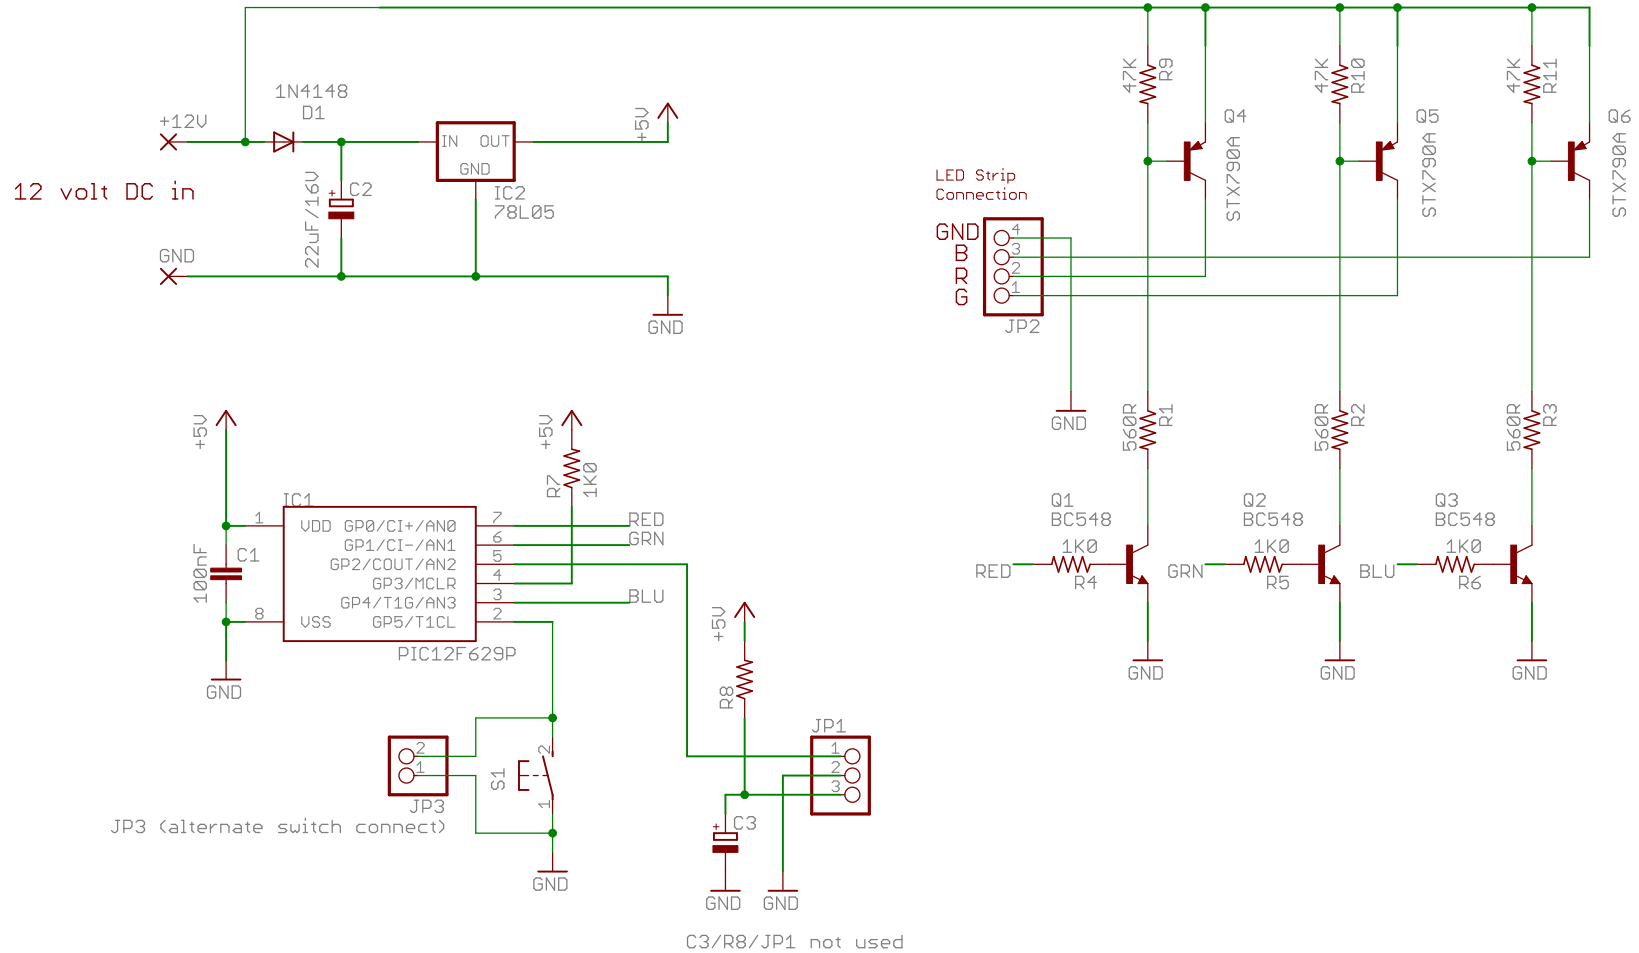 47K
R9
47K
R10
47K
R11
1N4148
D1
+12V
+5V
IN
OUT
GND
Q4
STX790A
Q5
STX790A
Q6
STX790A
12 volt DC in
22uF/16V
+
C2
IC2
78L05
LED Strip
Connection
GND
4
B
3
R
2
G
1
JP2
GND
GND
GND
560R
R1
560R
R2
560R
R3
+5V
+5V
R7
1K0
IC1
1
VDD
GP0/CI+/AN0
7
RED
GP1/CI-/AN1
6
GRN
GP2/COUT/AN2
5
GP3/MCLR
4
GP4/T1G/AN3
3
BLU
8
VSS
GP5/T1CL
2
PIC12F629P
100nF
C1
GND
Q1
BC548
Q2
BC548
Q3
BC548
RED
1K0
R4
GRN
1K0
R5
BLU
1K0
R6
GND
GND
GND
+5V
R8
JP1
1
2
3
2
1
JP3
S1
2
1
JP3 (alternate switch connect)
+
C3
GND
GND
GND
C3/R8/JP1 not used